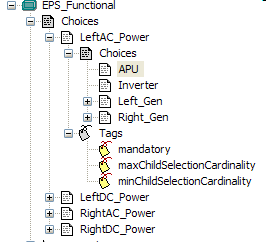 EPS_Functional
Choices
LeftAC_Power
Choices
APU
Inverter
Left_Gen
Right_Gen
Tags
mandatory
maxChildSelectionCardinality
minChildSelectionCardinality
LeftDC_Power
RightAC_Power
RightDC_Power